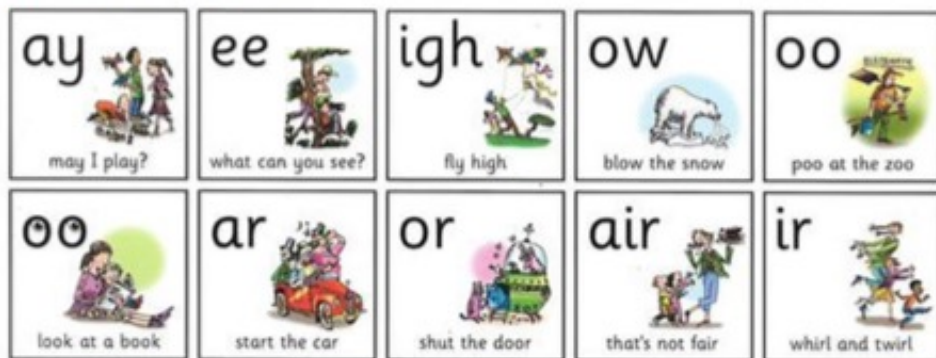 ay
may I play?
ee
what can you see?
igh
fly high
ow
blow the snow
oo
poo at the zoo
oo
look at a book
ar
start the car
or
shut the door
air
that's not fair
ir
whirl and twirl